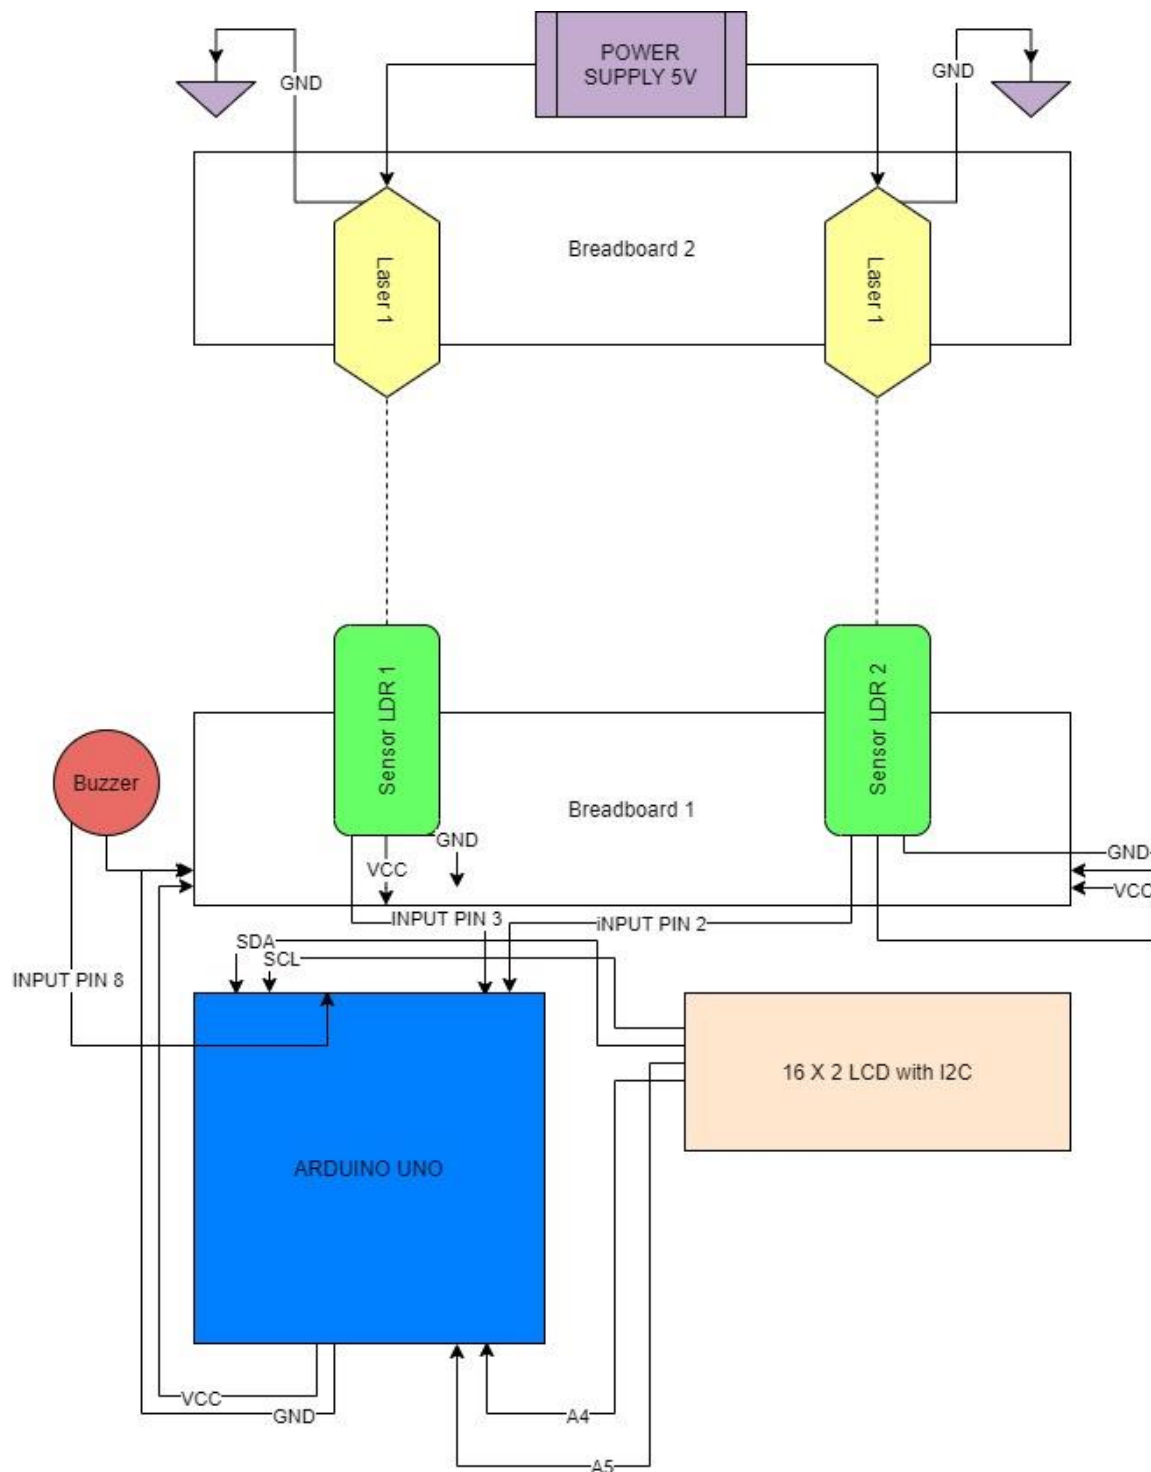 POWER
SUPPLY 5V
GND
GND
Breadboard 2
Laser 1
Laser 1
Sensor LDR 1
Sensor LDR 2
Buzzer
Breadboard 1
GND
GND
VCC
VCC
INPUT PIN 3
iNPUT PIN 2
SDA
SCL
INPUT PIN 8
16 X 2 LCD with I2C
ARDUINO UNO
VCC
GND
A4
A5